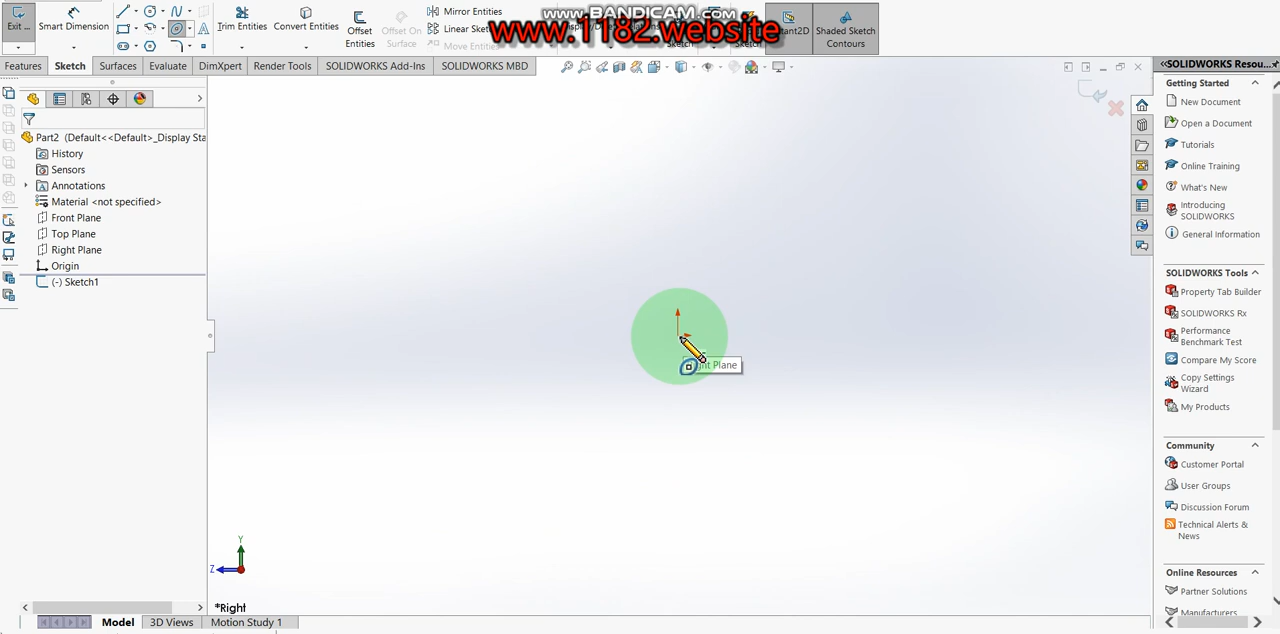 Exit ...
Smart Dimension
Trim Entities
Convert Entities
Offset Entities
Offset On Surface
Mirror Entities
Linear Sketch
Move Entities
www.BANDICAM.com
www.1182.website
Sketch
Instant2D
Shaded Sketch Contours
Features
Sketch
Surfaces
Evaluate
DimXpert
Render Tools
SOLIDWORKS Add-Ins
SOLIDWORKS MBD
Part2 (Default<<Default>_Display Sta
History
Sensors
Annotations
Material <not specified>
Front Plane
Top Plane
Right Plane
Origin
(-) Sketch1
Right Plane
Y
Z
*Right
Model
3D Views
Motion Study 1
SOLIDWORKS Resou...
Getting Started
New Document
Open a Document
Tutorials
Online Training
What's New
Introducing
SOLIDWORKS
General Information
SOLIDWORKS Tools
Property Tab Builder
SOLIDWORKS Rx
Performance
Benchmark Test
Compare My Score
Copy Settings
Wizard
My Products
Community
Customer Portal
User Groups
Discussion Forum
Technical Alerts &
News
Online Resources
Partner Solutions
Manufacturers